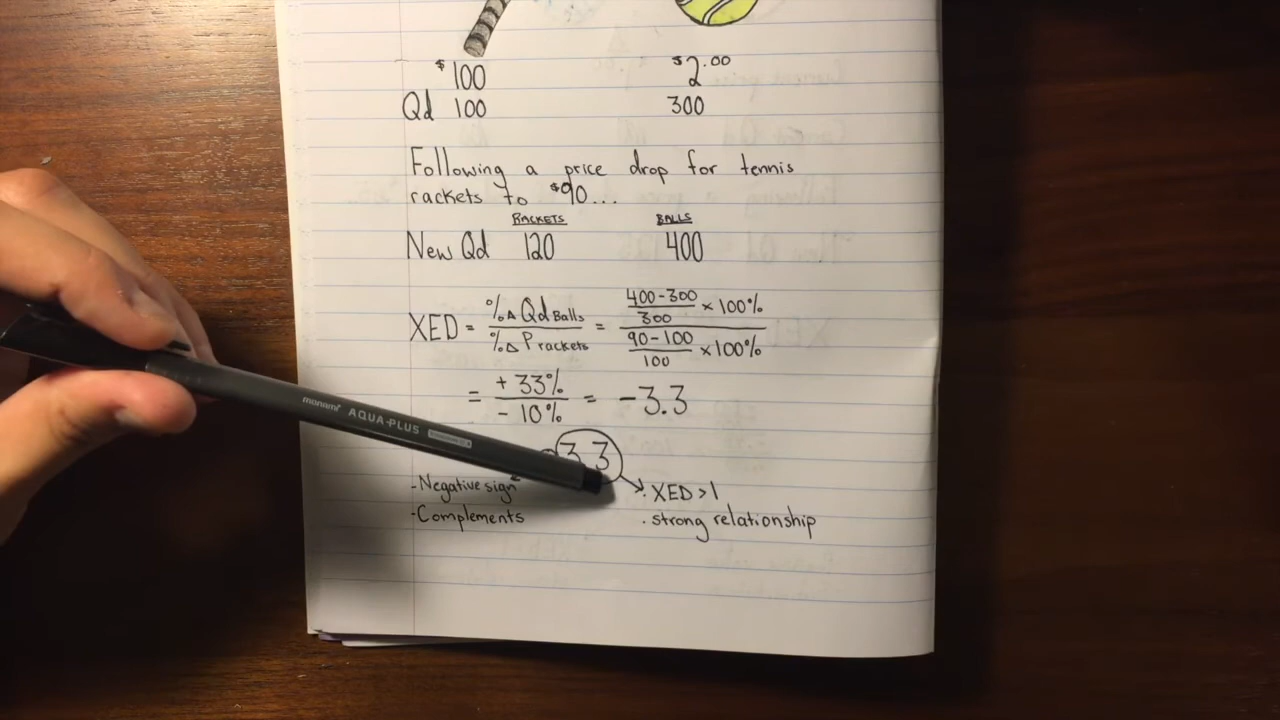 $100 $2.00
Qd 100 300
Following a price drop for tennis
rackets to $90...
RACKETS BALLS
New Qd 120 400
XED = %Δ Qd Balls / %Δ P rackets = (400-300)/300 × 100% / (90-100)/100 × 100%
= +33% / -10% = -3.3
3.3
- Negative sign · XED > 1
- Complements · strong relationship
monami AQUA-PLUS